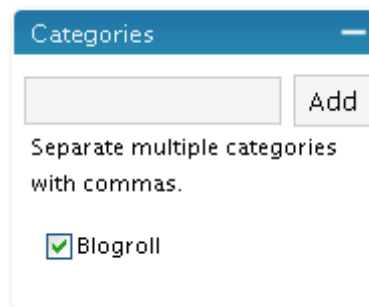 Categories
Add
Separate multiple categories
with commas.
Blogroll